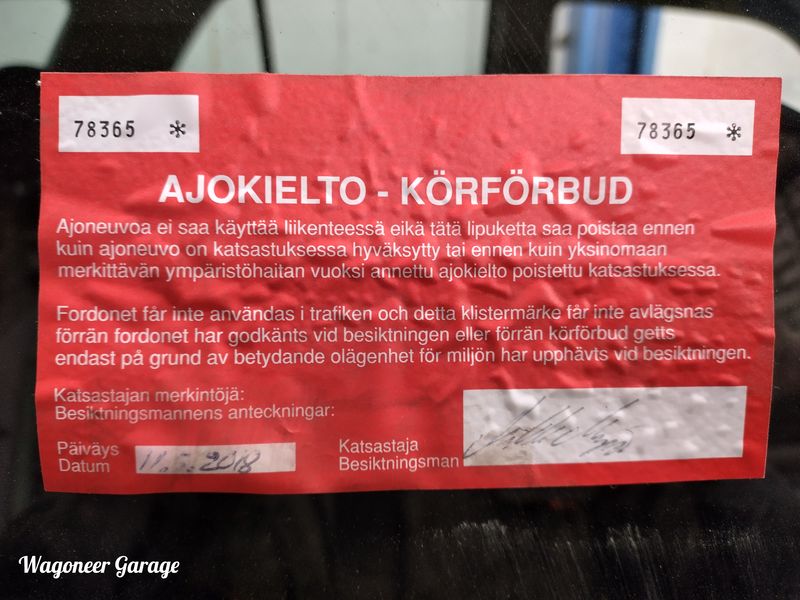 78365 *
78365 *
AJOKIELTO - KÖRFÖRBUD
Ajoneuvoa ei saa käyttää liikenteessä eikä tätä lipuketta saa poistaa ennen
kuin ajoneuvo on katsastuksessa hyväksytty tai ennen kuin yksinomaan
merkittävän ympäristöhaitan vuoksi annettu ajokielto poistettu katsastuksessa.
Fordonet får inte användas i trafiken och detta klistermärke får inte avlägsnas
förrän fordonet har godkänts vid besiktningen eller förrän körförbud getts
endast på grund av betydande olägenhet för miljön har upphävts vid besiktningen.
Katsastajan merkintöjä:
Besiktningsmannens anteckningar:
Päiväys
Datum
11.5.2018
Katsastaja
Besiktningsman
Wagoneer Garage